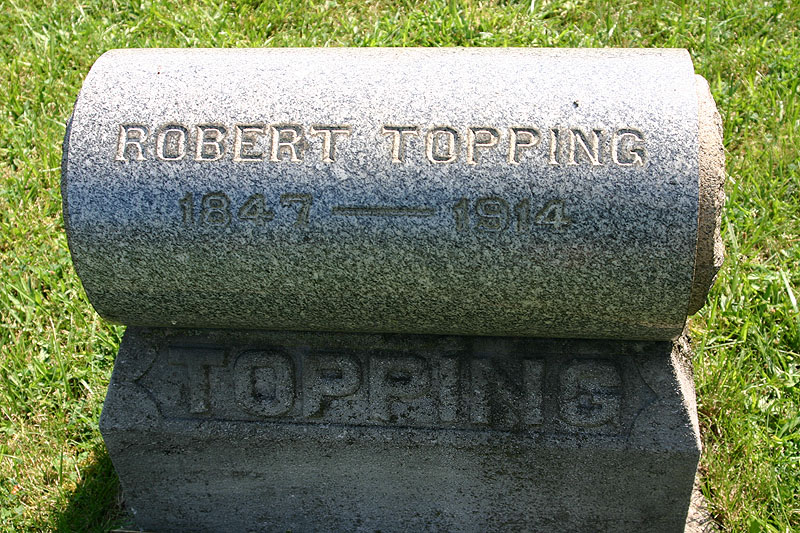 ROBERT TOPPING
1847 — 1914
TOPPING